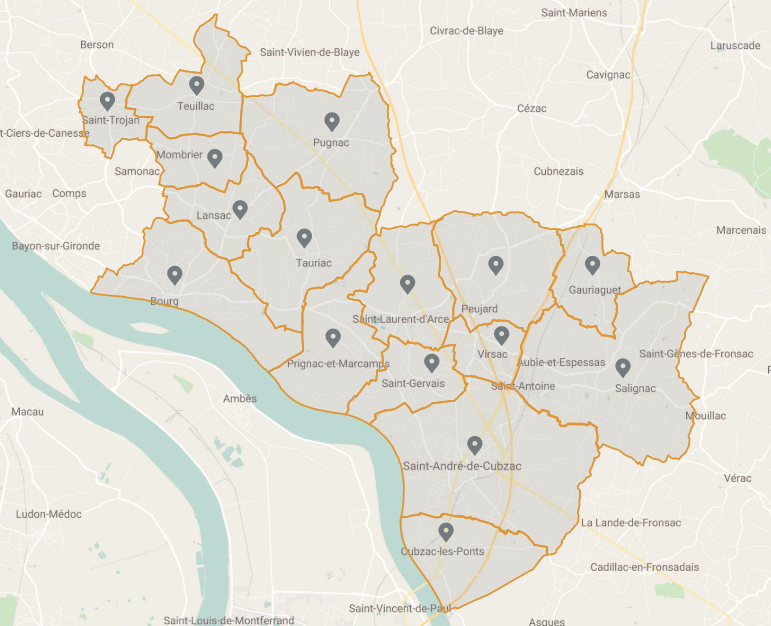 Saint-Mariens
Civrac-de-Blaye
Berson
Laruscade
Saint-Vivien-de-Blaye
Cavignac
Teuillac
Cézac
Saint-Trojan
t-Ciers-de-Canesse
Pugnac
Mombrier
Samonac
Cubnezais
Gauriac
Comps
Marsas
Lansac
Marcenais
Bayon-sur-Gironde
Tauriac
Gauriaguet
Bourg
Peujard
Saint-Laurent-d'Arce
Virsac
Saint-Gènes-de-Fronsac
Prignac-et-Marcamps
Aubie-et-Espessas
Saint-Gervais
Saint-Antoine
Salignac
Ambès
Macau
Mouillac
Saint-André-de-Cubzac
Vérac
Ludon-Médoc
La Lande-de-Fronsac
Cubzac-les-Ponts
Cadillac-en-Fronsadais
Saint-Vincent-de-Paul
Saint-Louis-de-Montferrand
Asques